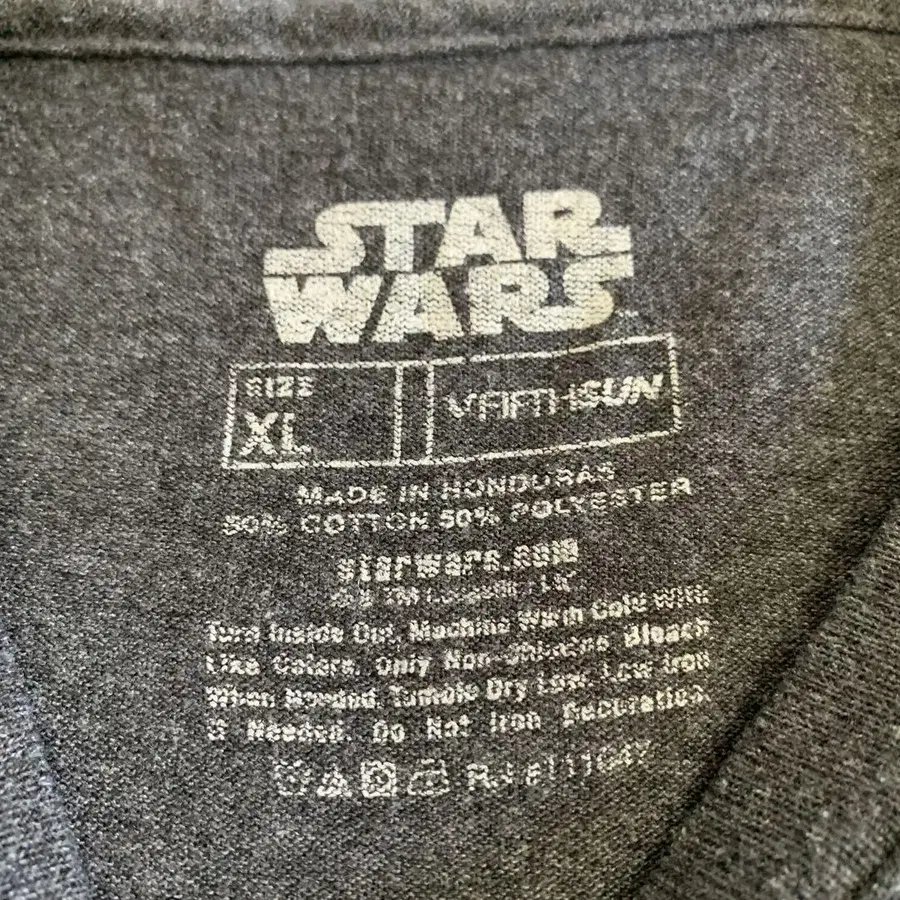 STAR
WARS
SIZE
XL
FIFTHSUN
MADE IN HONDURAS
50% COTTON 50% POLYESTER
starwars.com
Turn Inside Out, Machine Wash Cold With
Like Colors. Only Non-Chlorine Bleach
When Needed. Tumble Dry Low. Low Iron
If Needed. Do Not Iron Decoration.